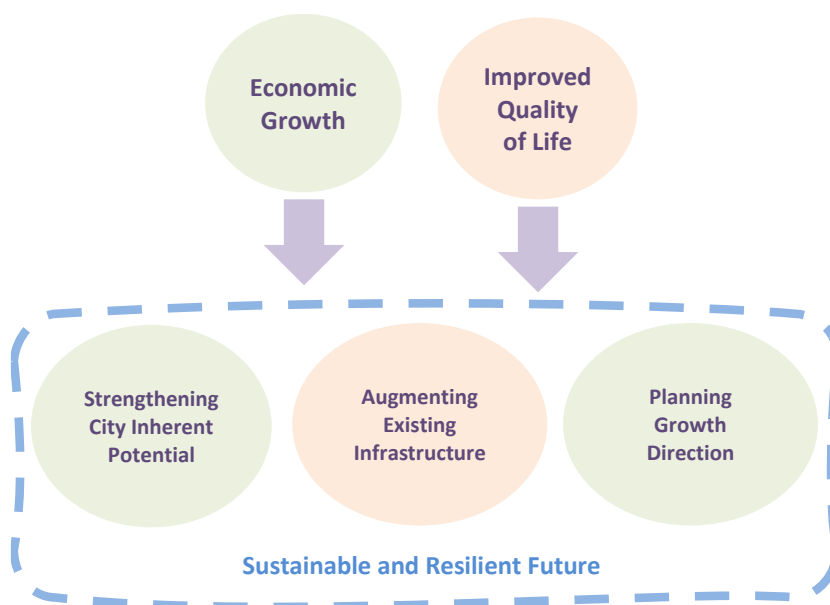 Economic
Growth
Improved
Quality
of Life
Strengthening
City Inherent
Potential
Augmenting
Existing
Infrastructure
Planning
Growth
Direction
Sustainable and Resilient Future